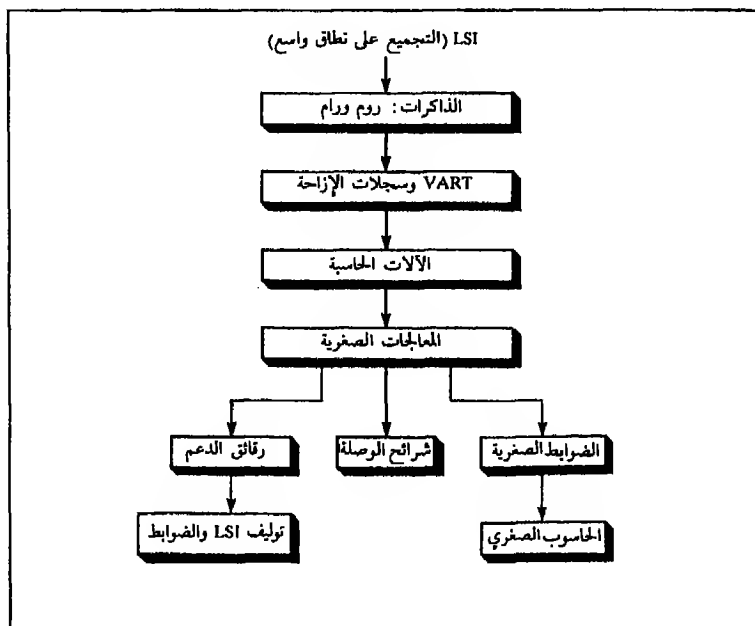 LSI (التجميع على نطاق واسع)
الذاكرات : روم ورام
VART وسجلات الإزاحة
الآلات الحاسبة
المعالجات الصغرية
الضوابط الصغرية
شرائح الوصلة
رقائق الدعم
الحاسوب الصغري
توليف LSI والضوابط